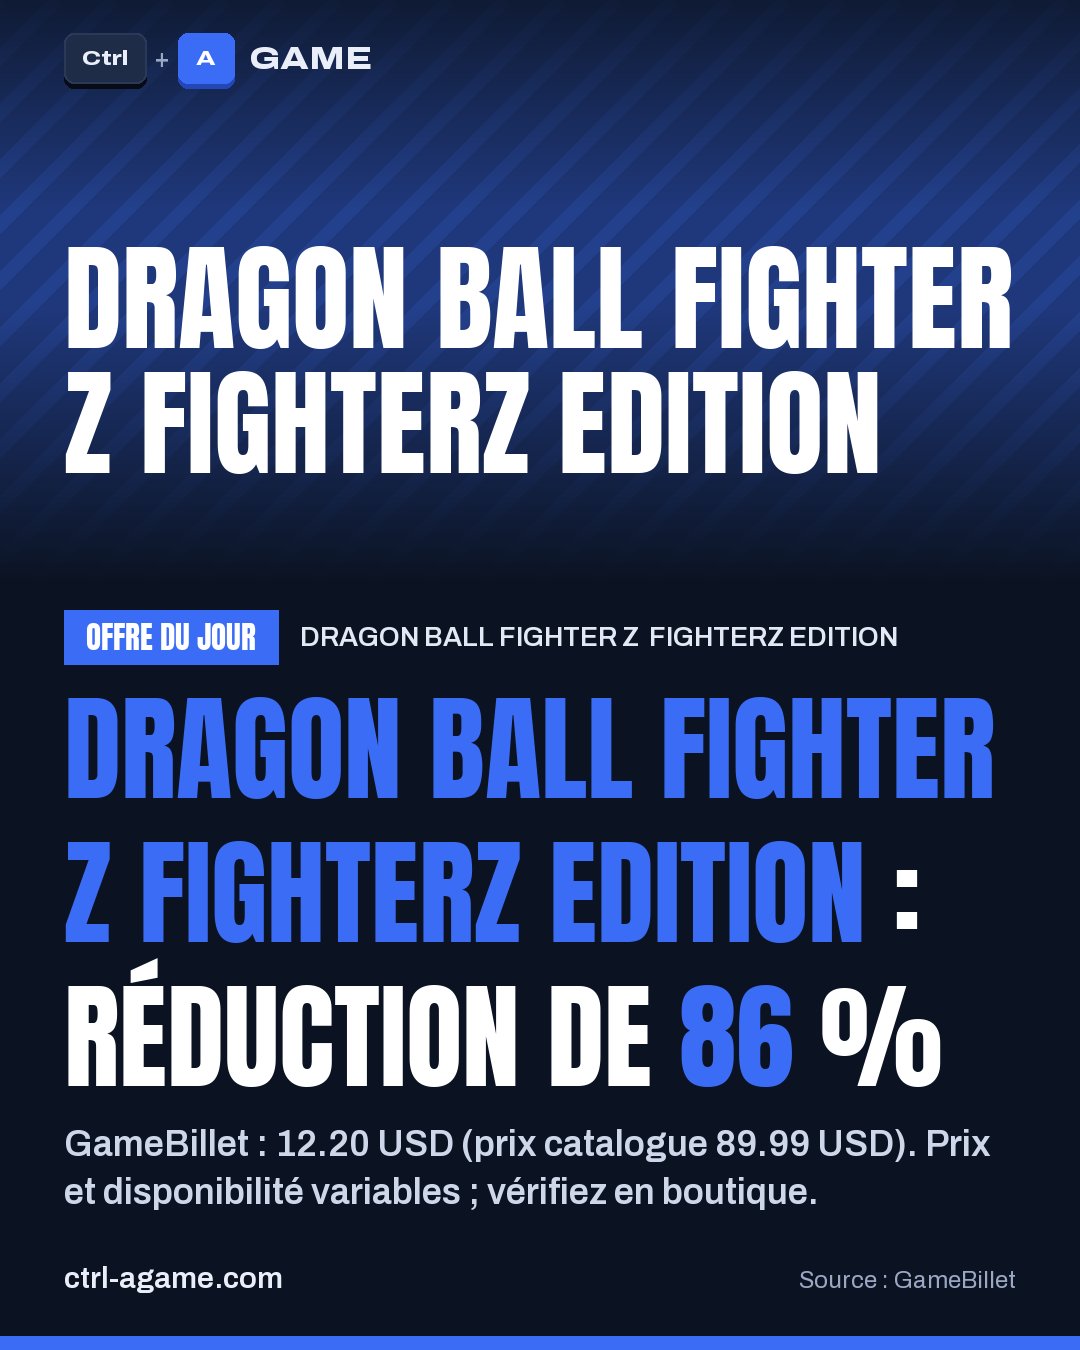 Ctrl + A GAME
DRAGON BALL FIGHTER
Z FIGHTERZ EDITION
OFFRE DU JOUR DRAGON BALL FIGHTER Z FIGHTERZ EDITION
DRAGON BALL FIGHTER
Z FIGHTERZ EDITION :
RÉDUCTION DE 86 %
GameBillet : 12.20 USD (prix catalogue 89.99 USD). Prix
et disponibilité variables ; vérifiez en boutique.
ctrl-agame.com Source : GameBillet